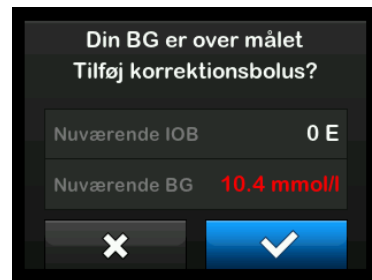 Din BG er over målet
Tilføj korrektionsbolus?
Nuværende IOB 0 E
Nuværende BG 10.4 mmol/l